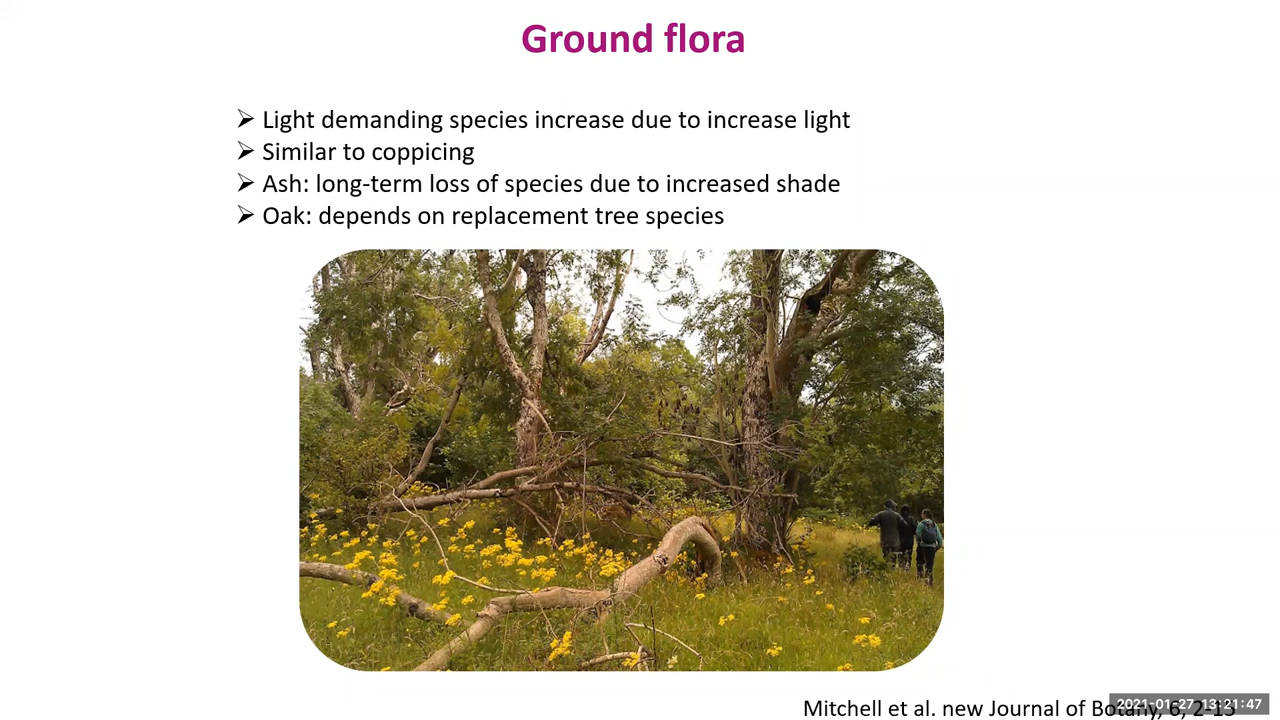 Ground flora
➢ Light demanding species increase due to increase light
➢ Similar to coppicing
➢ Ash: long-term loss of species due to increased shade
➢ Oak: depends on replacement tree species
Mitchell et al. new Journal of Botany, 6, 2-13
2021-01-27 13:21:47